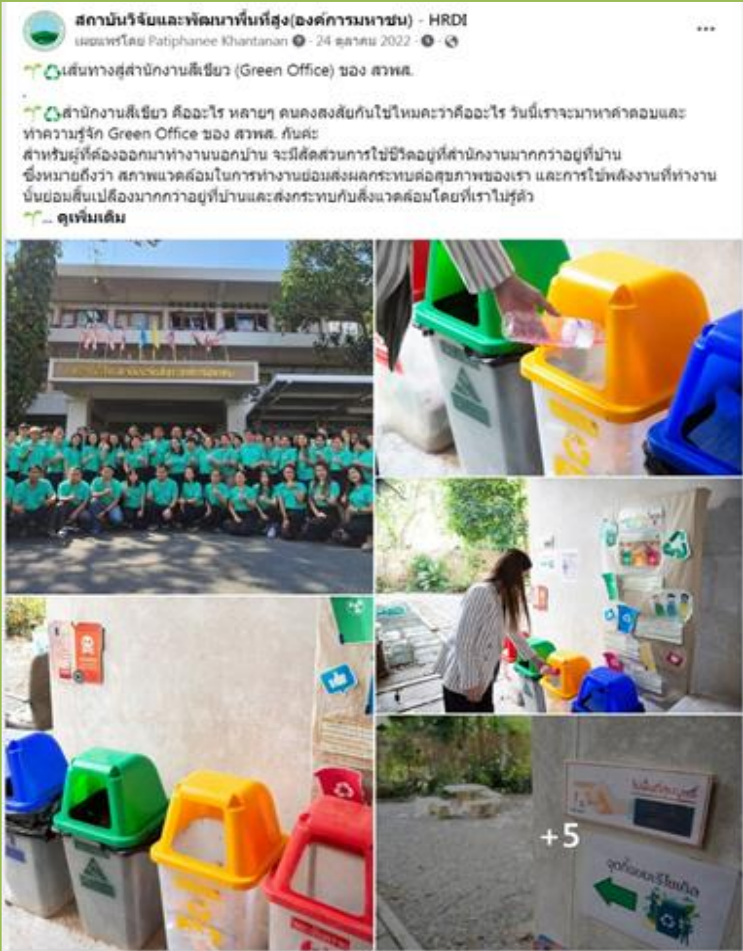 สถาบันวิจัยและพัฒนาพื้นที่สูง(องค์การมหาชน) - HRDI
เผยแพร่โดย Patiphanee Khantanan · 24 ตุลาคม 2022 ·
เส้นทางสู่สำนักงานสีเขียว (Green Office) ของ สวพส.
.
สำนักงานสีเขียว คืออะไร หลายๆ คนคงสงสัยกันใช่ไหมคะว่าคืออะไร วันนี้เราจะมาหาคำตอบและ
ทำความรู้จัก Green Office ของ สวพส. กันค่ะ
สำหรับผู้ที่ต้องออกมาทำงานนอกบ้าน จะมีสัดส่วนการใช้ชีวิตอยู่ที่สำนักงานมากกว่าอยู่ที่บ้าน
ซึ่งหมายถึงว่า สภาพแวดล้อมในการทำงานย่อมส่งผลกระทบต่อสุขภาพของเรา และการใช้พลังงานที่ทำงาน
นั้นย่อมสิ้นเปลืองมากกว่าอยู่ที่บ้านและส่งกระทบกับสิ่งแวดล้อมโดยที่เราไม่รู้ตัว
... ดูเพิ่มเติม
+5
จุดทิ้งขยะรีไซเคิล